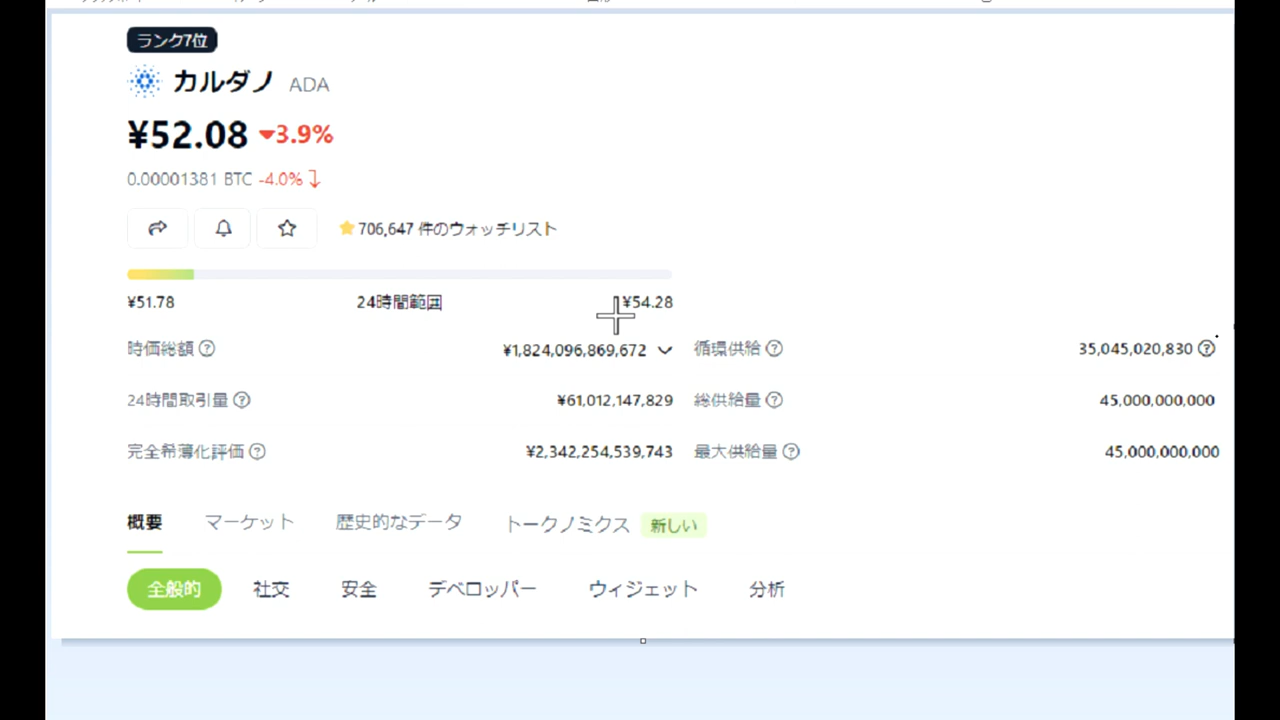 ランク7位
カルダノ ADA
¥52.08 3.9%
0.00001381 BTC -4.0%
706,647 件のウォッチリスト
¥51.78 24時間範囲 ¥54.28
時価総額 ¥1,824,096,869,672 循環供給 35,045,020,830
24時間取引量 ¥61,012,147,829 総供給量 45,000,000,000
完全希薄化評価 ¥2,342,254,539,743 最大供給量 45,000,000,000
概要 マーケット 歴史的なデータ トークノミクス 新しい
全般的 社交 安全 デベロッパー ウィジェット 分析